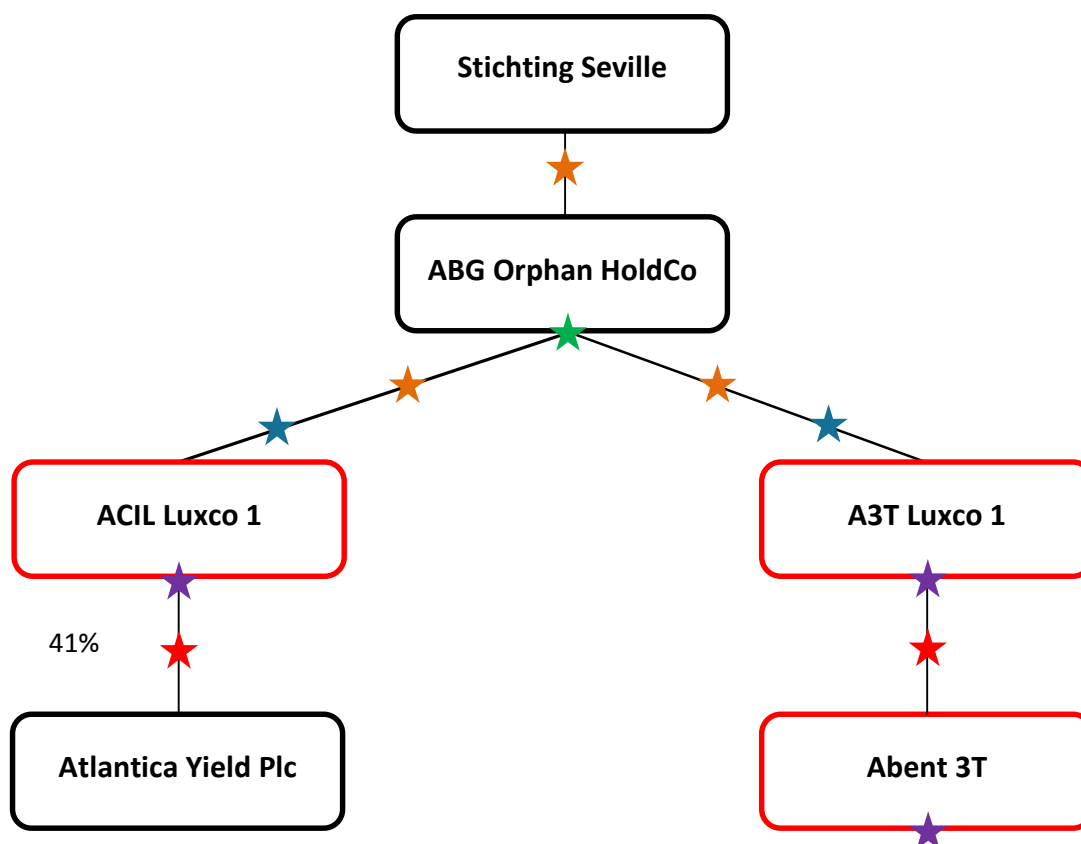 Stichting Seville
ABG Orphan HoldCo
ACIL Luxco 1
A3T Luxco 1
41%
Atlantica Yield Plc
Abent 3T